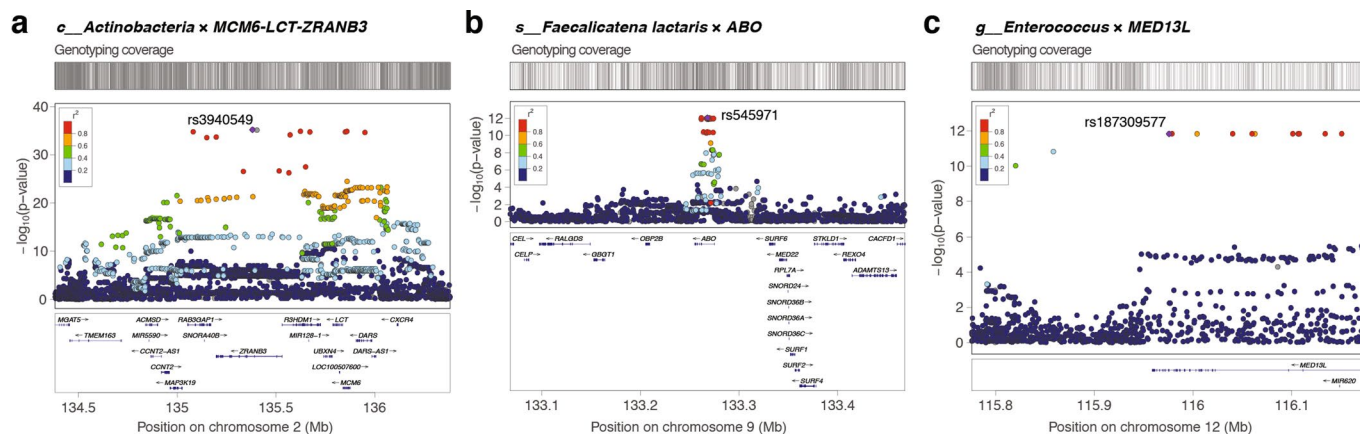 a c__Actinobacteria × MCM6-LCT-ZRANB3
Genotyping coverage
40
30
20
10
0
−log10(p−value)
r²
0.8
0.6
0.4
0.2
rs3940549
MGAT5→
ACMSD→
RAB3GAP1→
R3HDM1→
←LCT
CXCR4
←TMEM163
MIR5590→
SNORA40B→
MIR128−1→
←DARS
←CCNT2−AS1
←ZRANB3
UBXN4→
DARS−AS1→
CCNT2→
LOC100507600→
←MAP3K19
←MCM6
134.5
135
135.5
136
Position on chromosome 2 (Mb)
b s__Faecalicatena lactaris × ABO
Genotyping coverage
12
10
8
6
4
2
0
−log10(p−value)
r²
0.8
0.6
0.4
0.2
rs545971
CEL→
←RALGDS
←OBP2B
←ABO
←SURF6
STKLD1→
CACFD1→
CELP→
←GBGT1
←MED22
←REXO4
RPL7A→
ADAMTS13→
SNORD24→
SNORD36B→
SNORD36A→
SNORD36C→
←SURF1
SURF2→
←SURF4
133.1
133.2
133.3
133.4
Position on chromosome 9 (Mb)
c g__Enterococcus × MED13L
Genotyping coverage
12
10
8
6
4
2
0
−log10(p−value)
r²
0.8
0.6
0.4
0.2
rs187309577
←MED13L
←MIR620
115.8
115.9
116
116.1
Position on chromosome 12 (Mb)